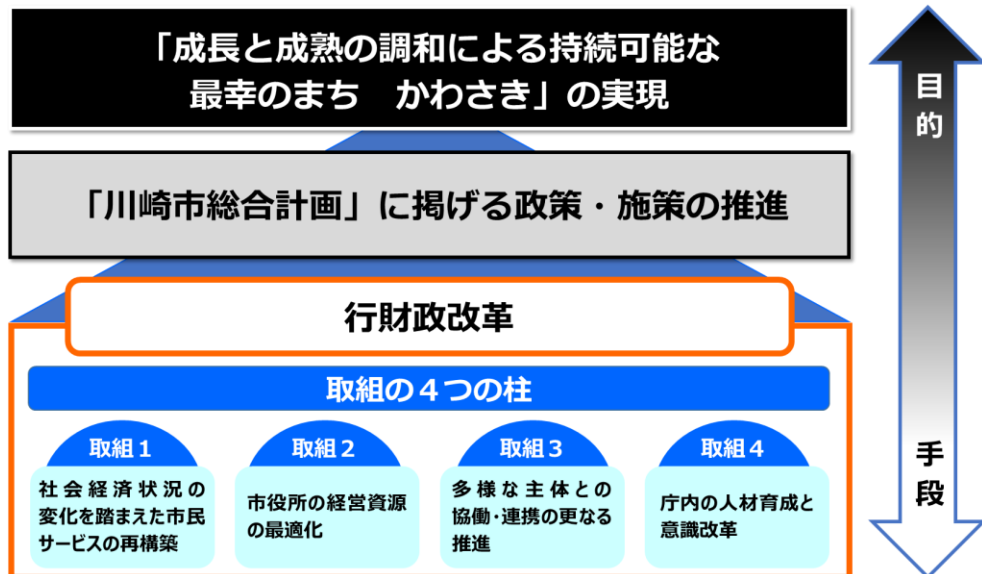 「成長と成熟の調和による持続可能な
最幸のまち　かわさき」の実現
目的
「川崎市総合計画」に掲げる政策・施策の推進
行財政改革
取組の４つの柱
取組１
社会経済状況の
変化を踏まえた市民
サービスの再構築
取組２
市役所の経営資源
の最適化
取組３
多様な主体との
協働・連携の更なる
推進
取組４
庁内の人材育成と
意識改革
手段